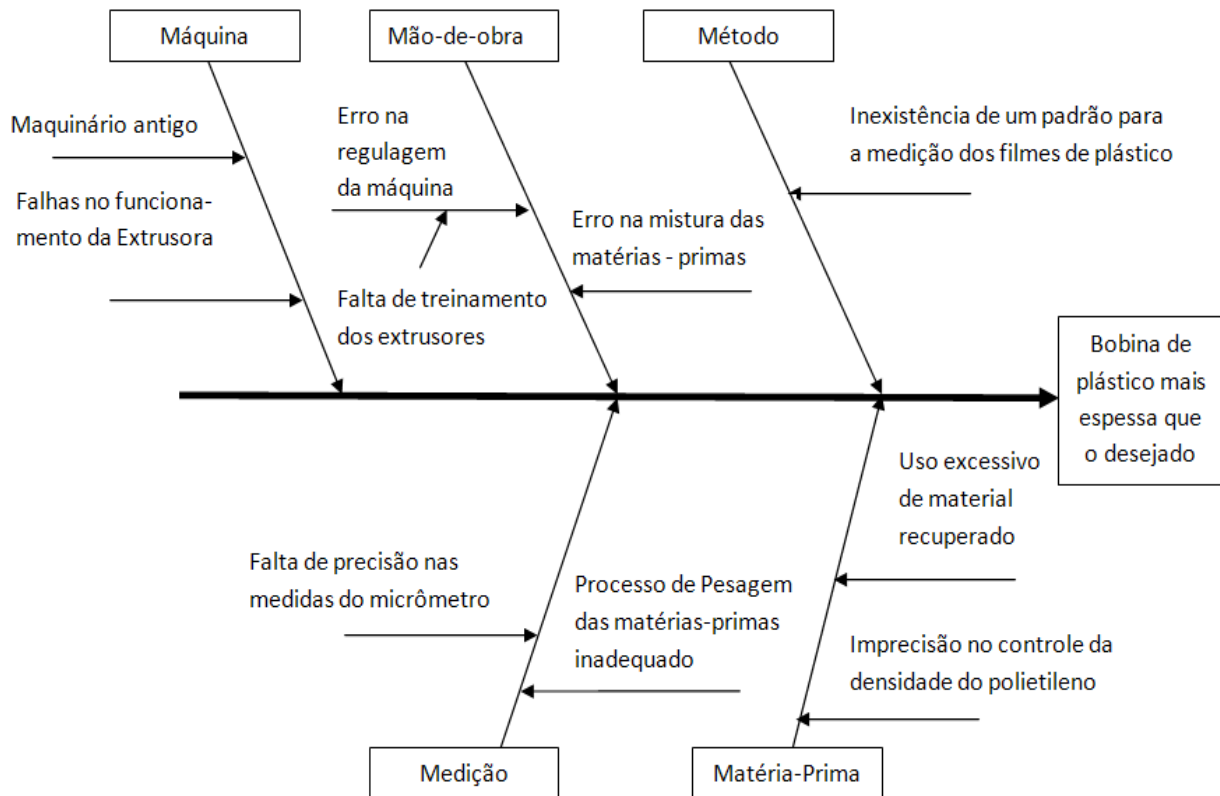 Máquina
Mão-de-obra
Método
Maquinário antigo
Falhas no funciona-
mento da Extrusora
Erro na
regulagem
da máquina
Falta de treinamento
dos extrusores
Erro na mistura das
matérias - primas
Inexistência de um padrão para
a medição dos filmes de plástico
Bobina de
plástico mais
espessa que
o desejado
Falta de precisão nas
medidas do micrômetro
Processo de Pesagem
das matérias-primas
inadequado
Uso excessivo
de material
recuperado
Imprecisão no controle da
densidade do polietileno
Medição
Matéria-Prima